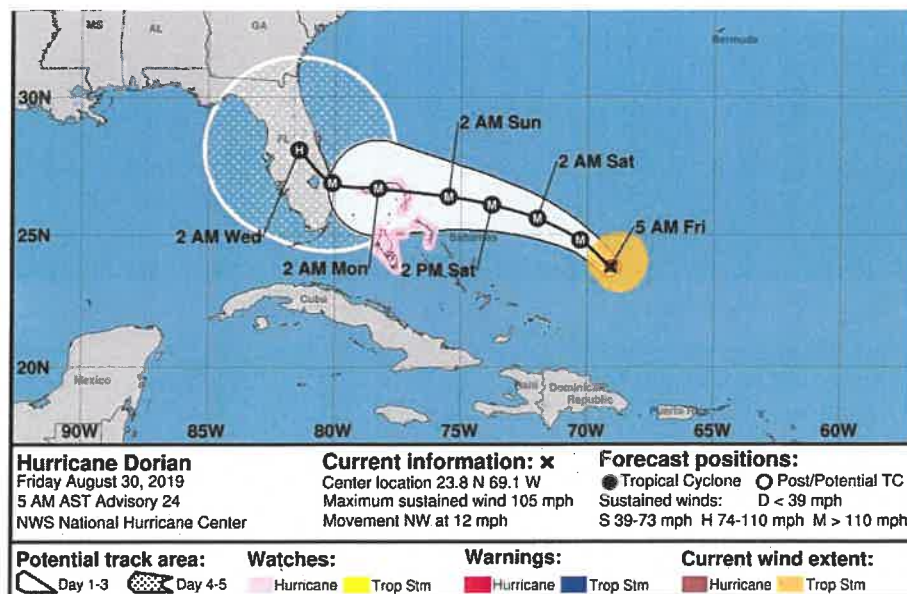 MS
AL
GA
Bermuda
30N
FL
2 AM Sun
2 AM Sat
5 AM Fri
2 AM Wed
25N
Bahamas
2 AM Mon
2 PM Sat
Cuba
20N
Mexico
Haiti
Dominican
Republic
Puerto Rico
90W
85W
80W
75W
70W
65W
60W
H
M
M
M
M
M
M
Hurricane Dorian
Friday August 30, 2019
5 AM AST Advisory 24
NWS National Hurricane Center
Current information: x
Center location 23.8 N 69.1 W
Maximum sustained wind 105 mph
Movement NW at 12 mph
Forecast positions:
Tropical Cyclone Post/Potential TC
Sustained winds: D < 39 mph
S 39-73 mph H 74-110 mph M > 110 mph
Potential track area:
Day 1-3 Day 4-5
Watches:
Hurricane Trop Stm
Warnings:
Hurricane Trop Stm
Current wind extent:
Hurricane Trop Stm